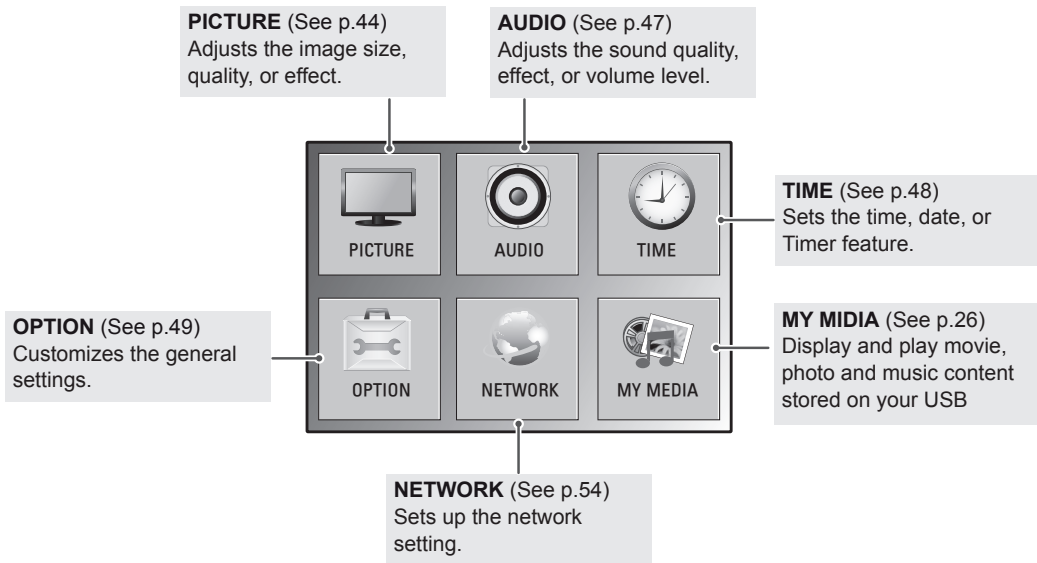 PICTURE (See p.44)
Adjusts the image size,
quality, or effect.
AUDIO (See p.47)
Adjusts the sound quality,
effect, or volume level.
PICTURE
AUDIO
TIME
TIME (See p.48)
Sets the time, date, or
Timer feature.
OPTION (See p.49)
Customizes the general
settings.
OPTION
NETWORK
MY MEDIA
MY MIDIA (See p.26)
Display and play movie,
photo and music content
stored on your USB
NETWORK (See p.54)
Sets up the network
setting.